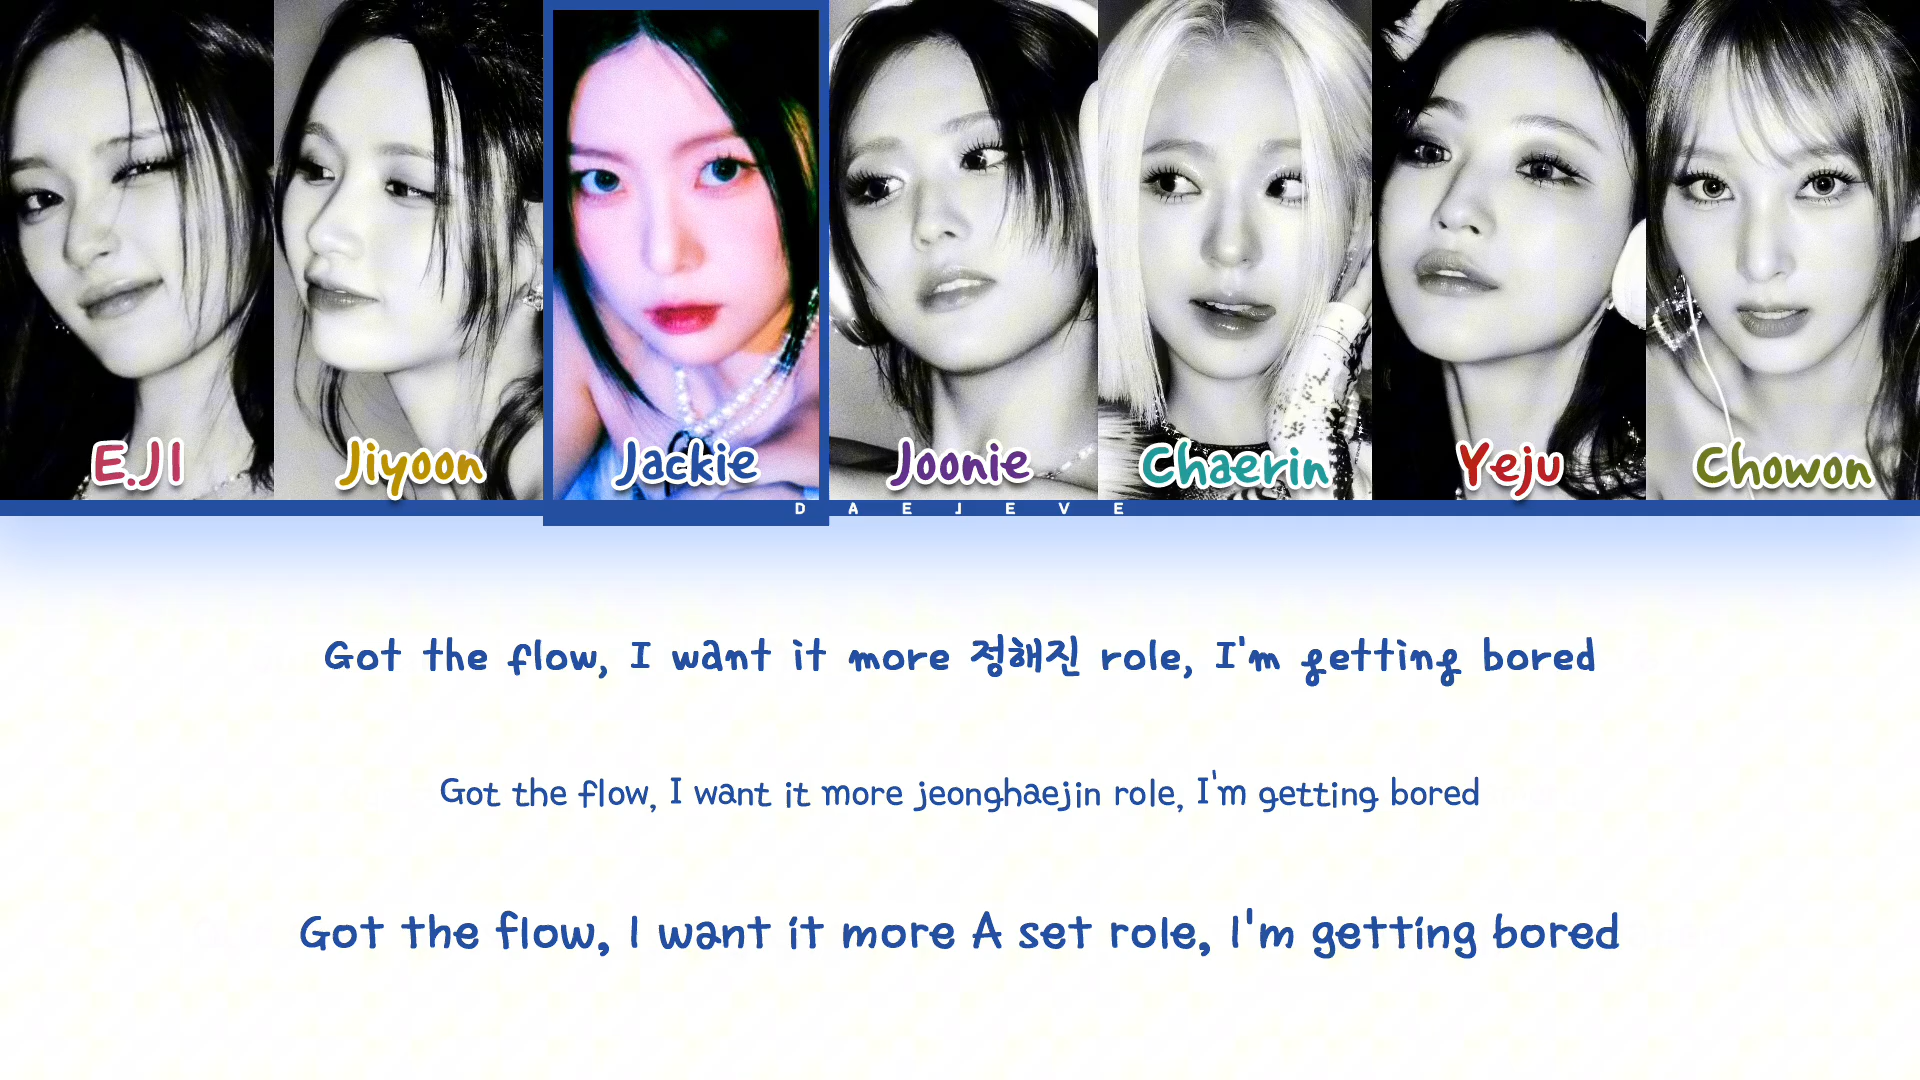 E.JI Jiyoon Jackie Joonie Chaerin Yeju Chowon
DAEJEVE
Got the flow, I want it more 정해진 role, I'm getting bored
Got the flow, I want it more jeonghaejin role, I'm getting bored
Got the flow, I want it more A set role, I'm getting bored